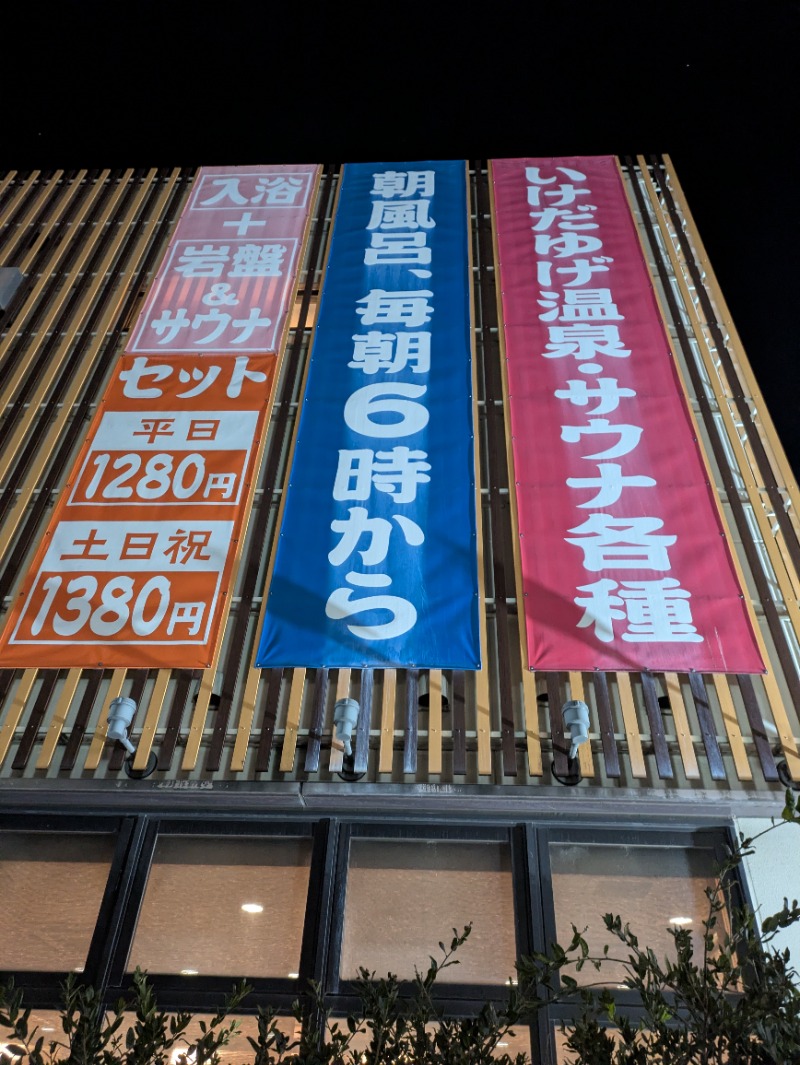 いけだゆげ温泉・サウナ各種
朝風呂、毎朝6時から
入浴
+
岩盤
&
サウナ
セット
平日
1280円
土日祝
1380円